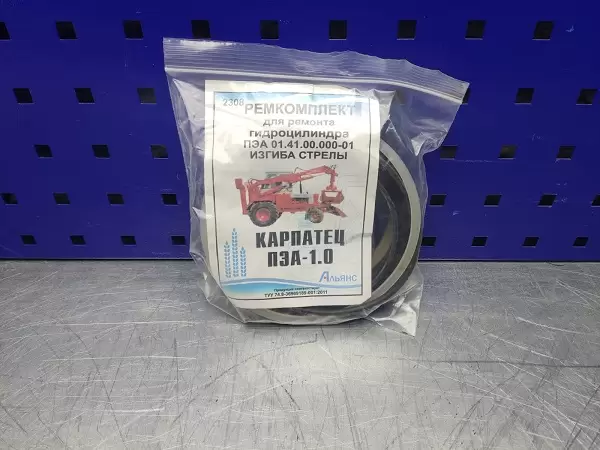 2308
РЕМКОМПЛЕКТ
для ремонта
гидроцилиндра
ПЭА 01.41.00.000-01
ИЗГИБА СТРЕЛЫ
КАРПАТЕЦ
ПЭА-1.0
АЛЬЯНС